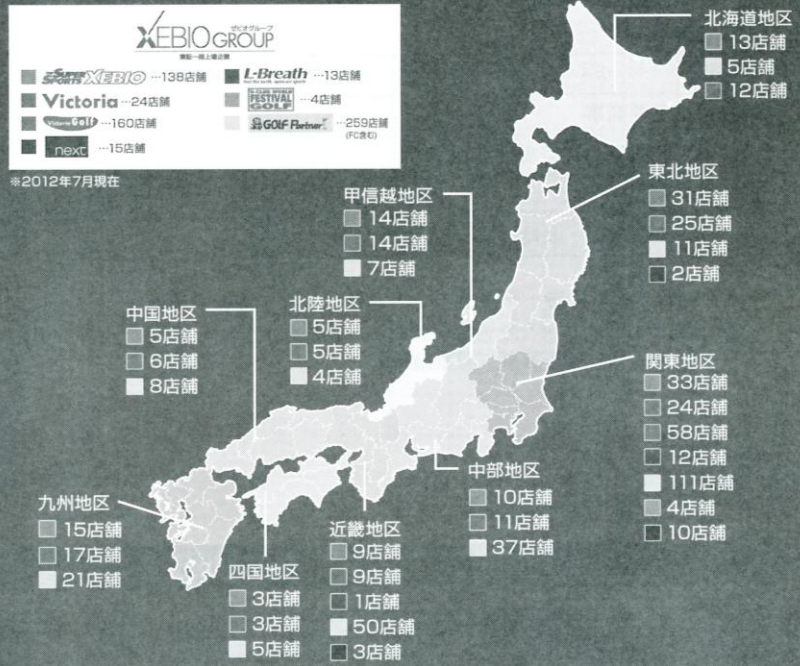 ゼビオグループ
XEBIO GROUP
東証一部上場企業
SUPER SPORTS XEBIO …138店舗
Victoria …24店舗
Victoria Golf …160店舗
next …15店舗
L-Breath …13店舗
FESTIVAL GOLF …4店舗
GOLF Partner …259店舗
(FC含む)
※2012年7月現在
北海道地区
13店舗
5店舗
12店舗
東北地区
31店舗
25店舗
11店舗
2店舗
甲信越地区
14店舗
14店舗
7店舗
北陸地区
5店舗
5店舗
4店舗
中国地区
5店舗
6店舗
8店舗
関東地区
33店舗
24店舗
58店舗
12店舗
111店舗
4店舗
10店舗
中部地区
10店舗
11店舗
37店舗
九州地区
15店舗
17店舗
21店舗
四国地区
3店舗
3店舗
5店舗
近畿地区
9店舗
9店舗
1店舗
50店舗
3店舗